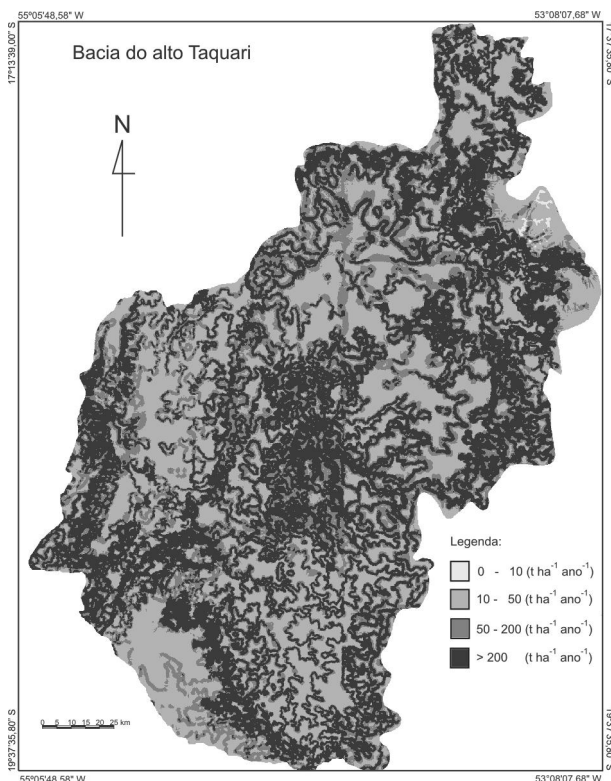 55°05'48,58" W
53°08'07,68" W
17°13'39,00" S
Bacia do alto Taquari
N
Legenda:
0 - 10 (t ha⁻¹ ano⁻¹)
10 - 50 (t ha⁻¹ ano⁻¹)
50 - 200 (t ha⁻¹ ano⁻¹)
> 200 (t ha⁻¹ ano⁻¹)
0 5 10 15 20 25 km
19°37'35,80" S
55°05'48,58" W
53°08'07,68" W